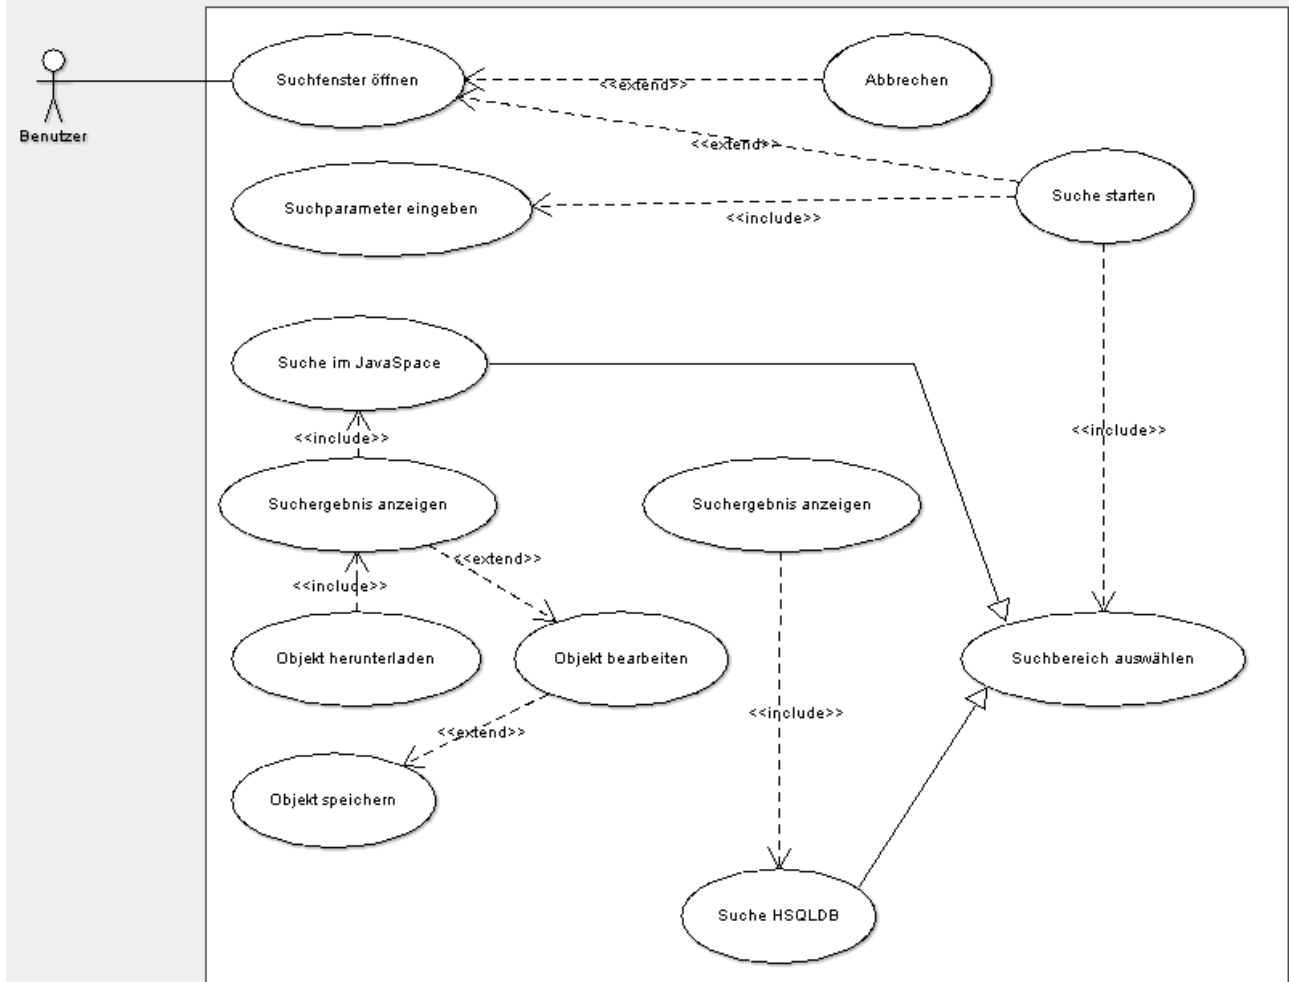 Suchfenster öffnen
<<extend>>
Abbrechen
Benutzer
<<extend>>
Suchparameter eingeben
<<include>>
Suche starten
Suche im JavaSpace
<<include>>
<<include>>
Suchergebnis anzeigen
Suchergebnis anzeigen
<<extend>>
<<include>>
Objekt herunterladen
Objekt bearbeiten
Suchbereich auswählen
<<include>>
<<extend>>
Objekt speichern
Suche HSQLDB